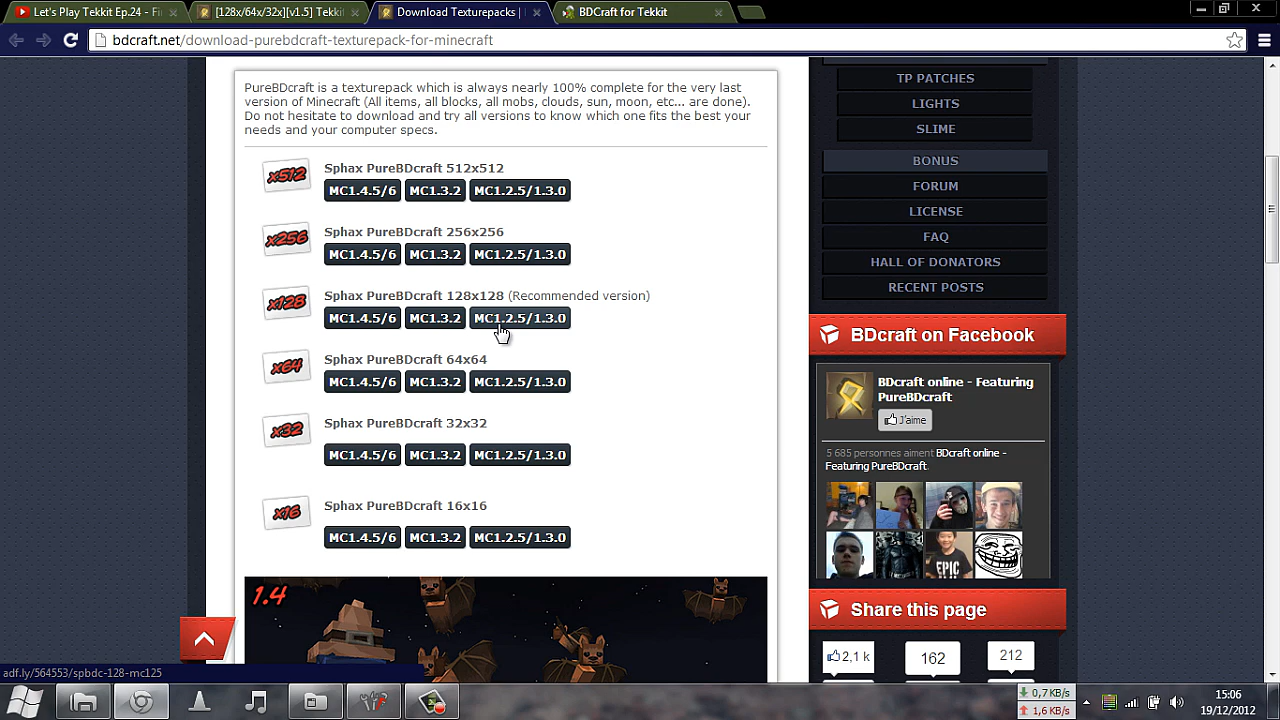 Let's Play Tekkit Ep.24 - Fi
[128x/64x/32x][v1.5] Tekkit
Download Texturepacks |
BDCraft for Tekkit
bdcraft.net/download-purebdcraft-texturepack-for-minecraft
PureBDcraft is a texturepack which is always nearly 100% complete for the very last
version of Minecraft (All items, all blocks, all mobs, clouds, sun, moon, etc... are done).
Do not hesitate to download and try all versions to know which one fits the best your
needs and your computer specs.
x512
Sphax PureBDcraft 512x512
MC1.4.5/6 MC1.3.2 MC1.2.5/1.3.0
x256
Sphax PureBDcraft 256x256
MC1.4.5/6 MC1.3.2 MC1.2.5/1.3.0
x128
Sphax PureBDcraft 128x128 (Recommended version)
MC1.4.5/6 MC1.3.2 MC1.2.5/1.3.0
x64
Sphax PureBDcraft 64x64
MC1.4.5/6 MC1.3.2 MC1.2.5/1.3.0
x32
Sphax PureBDcraft 32x32
MC1.4.5/6 MC1.3.2 MC1.2.5/1.3.0
x16
Sphax PureBDcraft 16x16
MC1.4.5/6 MC1.3.2 MC1.2.5/1.3.0
1.4
TP PATCHES
LIGHTS
SLIME
BONUS
FORUM
LICENSE
FAQ
HALL OF DONATORS
RECENT POSTS
BDcraft on Facebook
BDcraft online - Featuring
PureBDcraft
J'aime
5 685 personnes aiment BDcraft online -
Featuring PureBDcraft.
EPIC
Share this page
2,1 k
162
212
adf.ly/564553/spbdc-128-mc125
0,7 KB/s
1,6 KB/s
15:06
19/12/2012